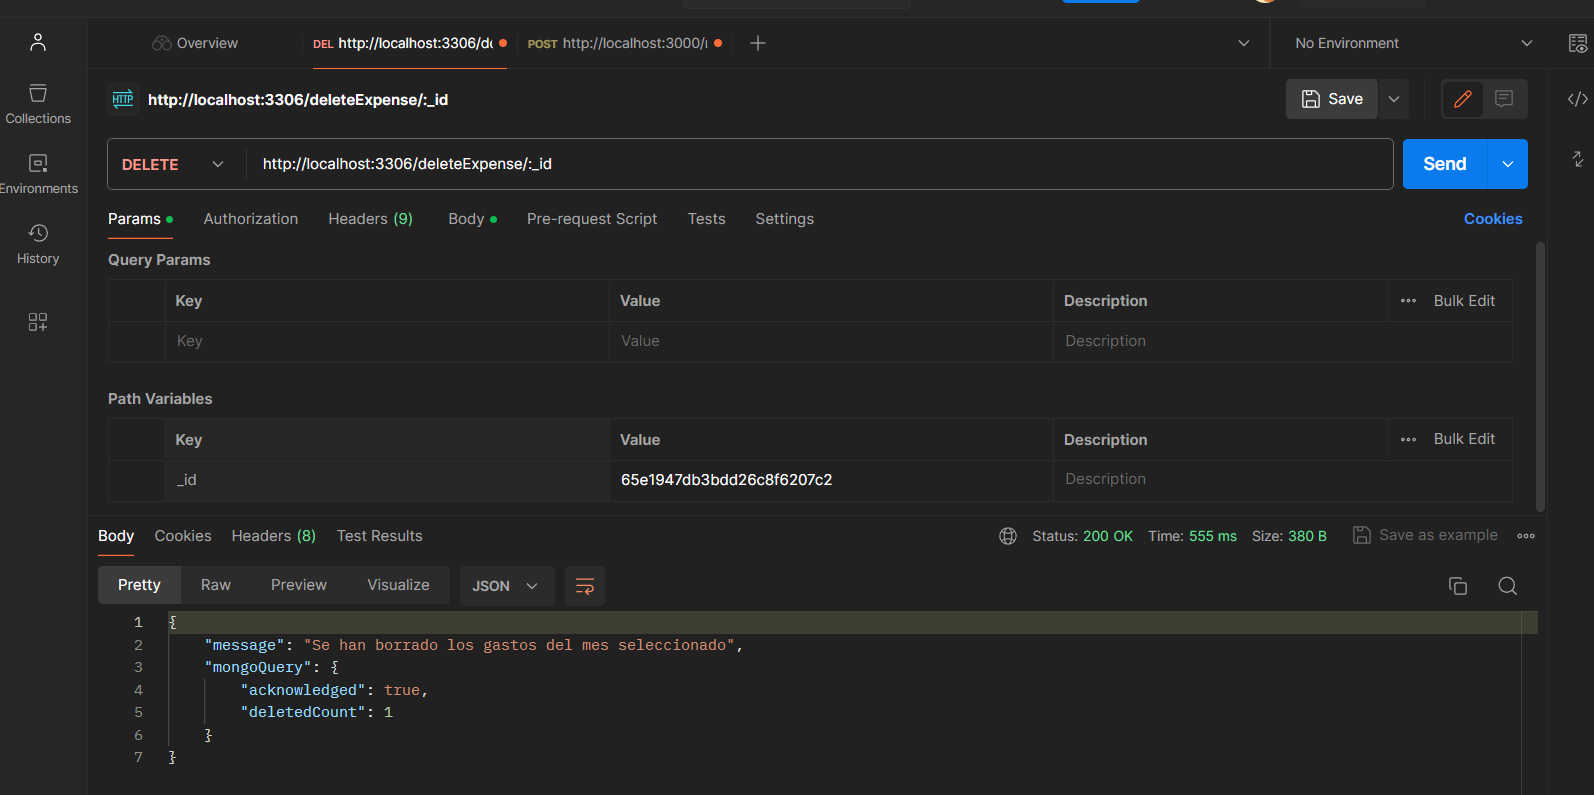 Overview
DEL http://localhost:3306/de
POST http://localhost:3000/
No Environment
Collections
Environments
History
HTTP http://localhost:3306/deleteExpense/:_id
Save
DELETE http://localhost:3306/deleteExpense/:_id
Send
Params Authorization Headers (9) Body Pre-request Script Tests Settings Cookies
Query Params
Key Value Description ••• Bulk Edit
Key Value Description
Path Variables
Key Value Description ••• Bulk Edit
_id 65e1947db3bdd26c8f6207c2 Description
Body Cookies Headers (8) Test Results Status: 200 OK Time: 555 ms Size: 380 B Save as example
Pretty Raw Preview Visualize JSON
1 {
2 "message": "Se han borrado los gastos del mes seleccionado",
3 "mongoQuery": {
4 "acknowledged": true,
5 "deletedCount": 1
6 }
7 }